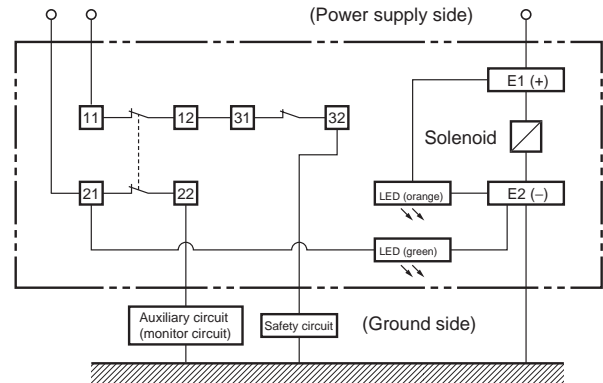 (Power supply side)
E1 (+)
11
12
31
32
Solenoid
21
22
LED (orange)
E2 (−)
LED (green)
Auxiliary circuit
(monitor circuit)
Safety circuit
(Ground side)